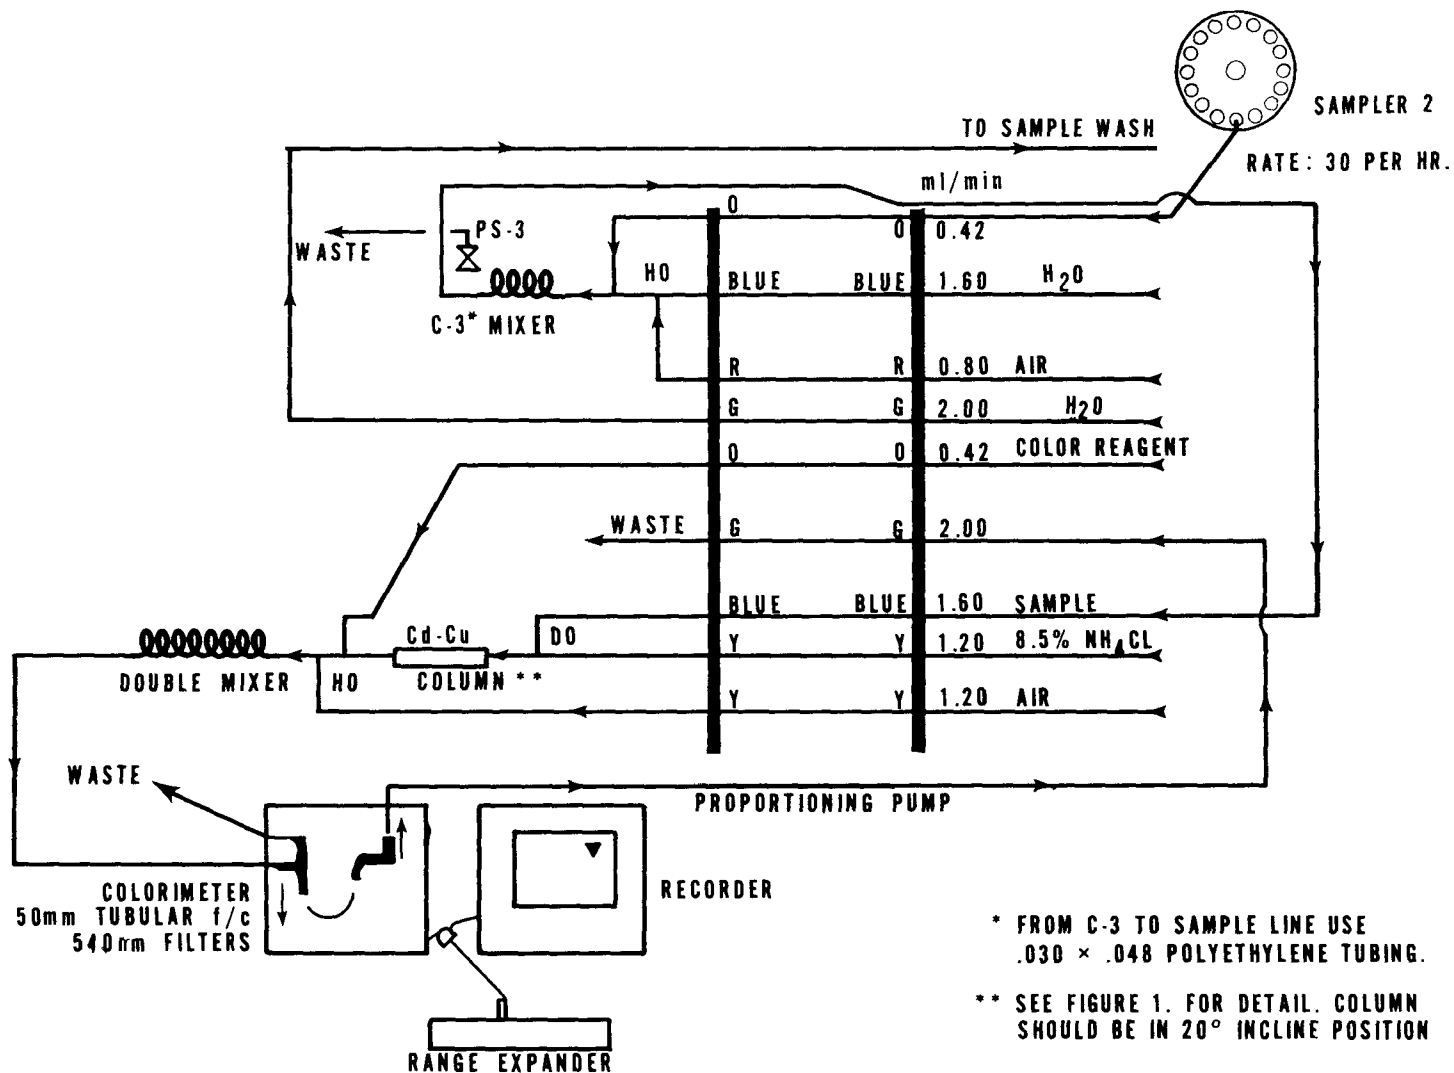 SAMPLER 2
TO SAMPLE WASH
RATE: 30 PER HR.
ml/min
O
PS-3
WASTE
O 0.42
HO
BLUE BLUE 1.60 H2O
C-3* MIXER
R R 0.80 AIR
G G 2.00 H2O
O O 0.42 COLOR REAGENT
WASTE G G 2.00
BLUE BLUE 1.60 SAMPLE
Cd-Cu DO Y Y 1.20 8.5% NH4CL
DOUBLE MIXER HO COLUMN **
Y Y 1.20 AIR
WASTE
PROPORTIONING PUMP
COLORIMETER
50mm TUBULAR f/c
540nm FILTERS
RECORDER
* FROM C-3 TO SAMPLE LINE USE
.030 × .048 POLYETHYLENE TUBING.
** SEE FIGURE 1. FOR DETAIL. COLUMN
SHOULD BE IN 20° INCLINE POSITION
RANGE EXPANDER